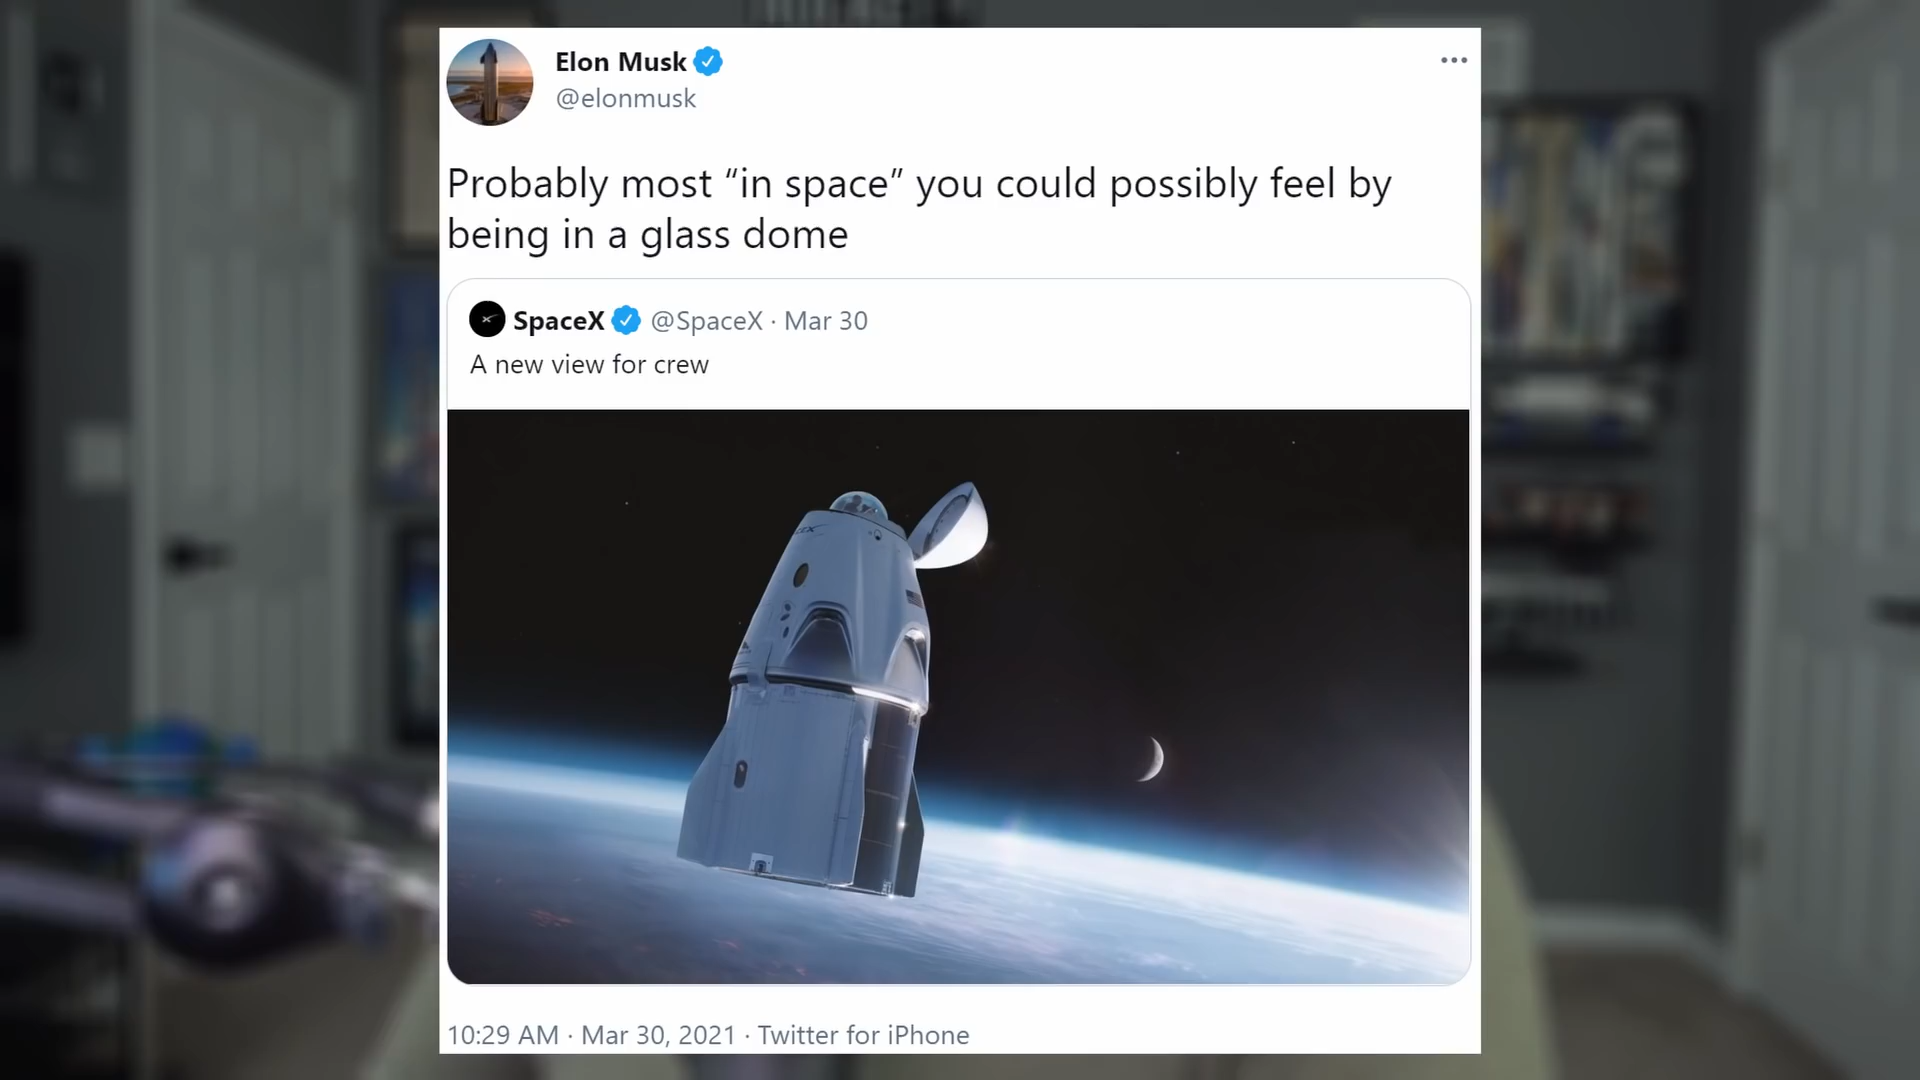 Elon Musk
@elonmusk
Probably most “in space” you could possibly feel by
being in a glass dome
SpaceX @SpaceX · Mar 30
A new view for crew
10:29 AM · Mar 30, 2021 · Twitter for iPhone